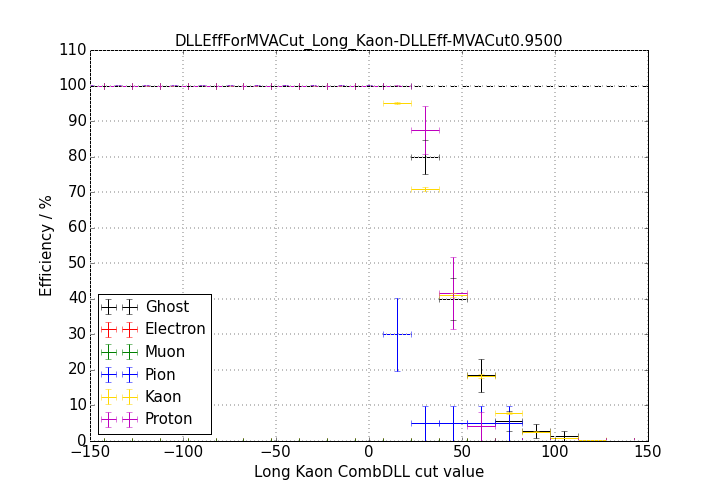 DLLEffForMVACut_Long_Kaon-DLLEff-MVACut0.9500
110
100
90
80
70
60
50
40
30
20
10
0
Efficiency / %
Ghost
Electron
Muon
Pion
Kaon
Proton
−150 −100 −50 0 50 100 150
Long Kaon CombDLL cut value